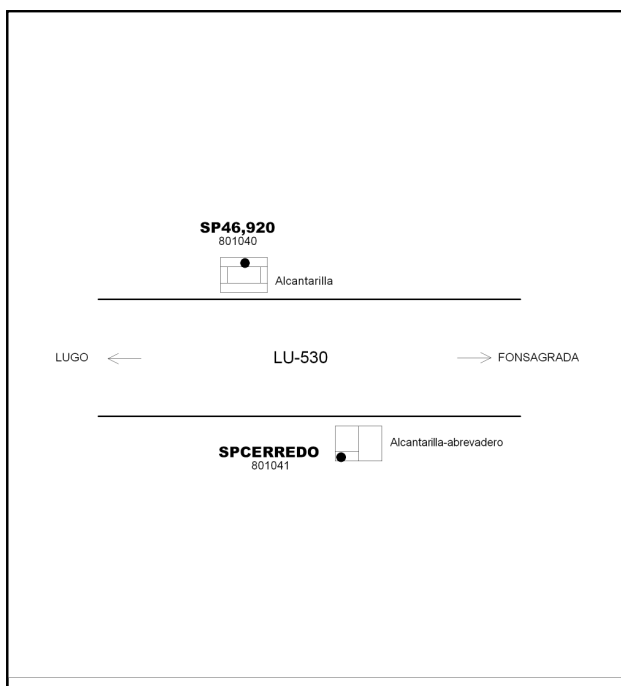 SP46,920
801040
Alcantarilla
LUGO
LU-530
FONSAGRADA
SPCERREDO
801041
Alcantarilla-abrevadero